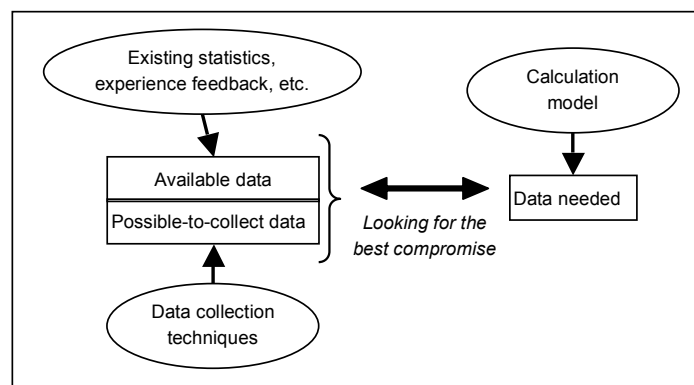 Existing statistics,
experience feedback, etc.
Calculation
model
Available data
Possible-to-collect data
Data needed
Looking for the
best compromise
Data collection
techniques